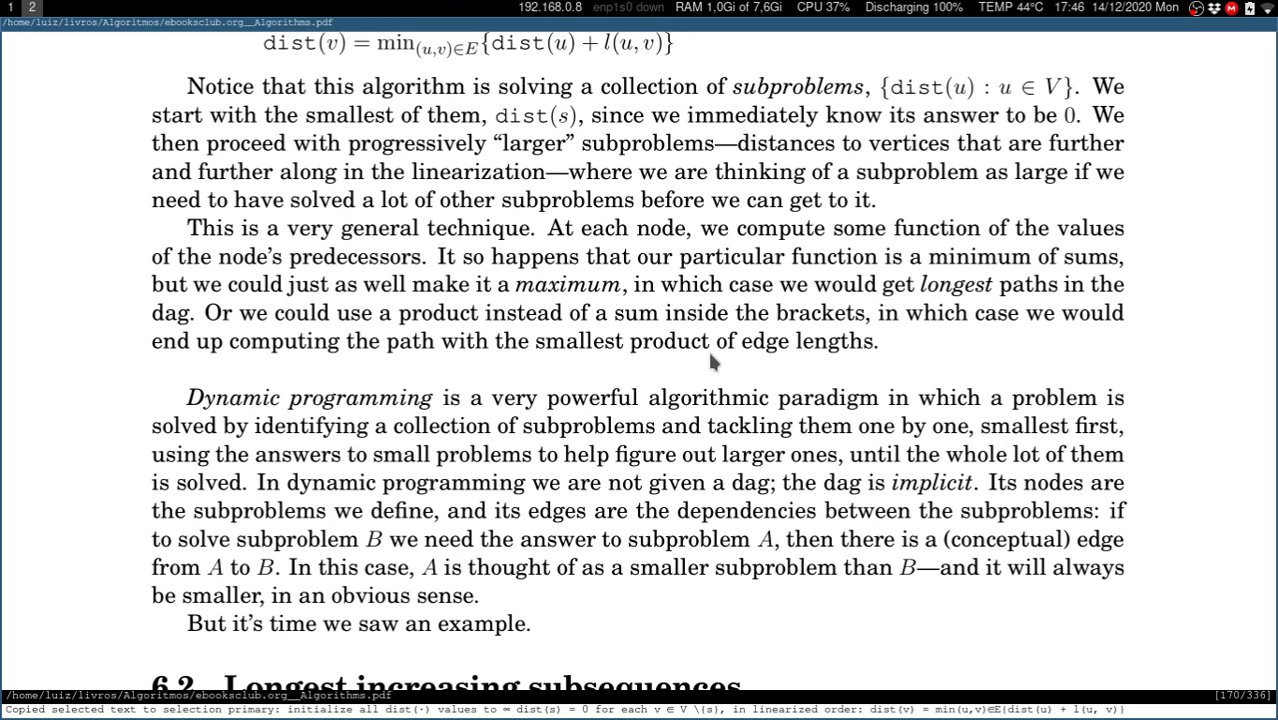 1 2 192.168.0.8 enp1s0 down RAM 1,0Gi of 7,6Gi CPU 37% Discharging 100% TEMP 44°C 17:46 14/12/2020 Mon
/home/luiz/livros/Algoritmos/ebooksclub.org__Algorithms.pdf
dist(v) = min(u,v)∈E{dist(u) + l(u, v)}
Notice that this algorithm is solving a collection of subproblems, {dist(u) : u ∈ V}. We
start with the smallest of them, dist(s), since we immediately know its answer to be 0. We
then proceed with progressively “larger” subproblems—distances to vertices that are further
and further along in the linearization—where we are thinking of a subproblem as large if we
need to have solved a lot of other subproblems before we can get to it.
This is a very general technique. At each node, we compute some function of the values
of the node’s predecessors. It so happens that our particular function is a minimum of sums,
but we could just as well make it a maximum, in which case we would get longest paths in the
dag. Or we could use a product instead of a sum inside the brackets, in which case we would
end up computing the path with the smallest product of edge lengths.
Dynamic programming is a very powerful algorithmic paradigm in which a problem is
solved by identifying a collection of subproblems and tackling them one by one, smallest first,
using the answers to small problems to help figure out larger ones, until the whole lot of them
is solved. In dynamic programming we are not given a dag; the dag is implicit. Its nodes are
the subproblems we define, and its edges are the dependencies between the subproblems: if
to solve subproblem B we need the answer to subproblem A, then there is a (conceptual) edge
from A to B. In this case, A is thought of as a smaller subproblem than B—and it will always
be smaller, in an obvious sense.
But it’s time we saw an example.
6.2 Longest increasing subsequences
/home/luiz/livros/Algoritmos/ebooksclub.org__Algorithms.pdf [170/336]
Copied selected text to selection primary: initialize all dist(·) values to ∞ dist(s) = 0 for each v ∈ V \{s}, in linearized order: dist(v) = min(u,v)∈E{dist(u) + l(u, v)}